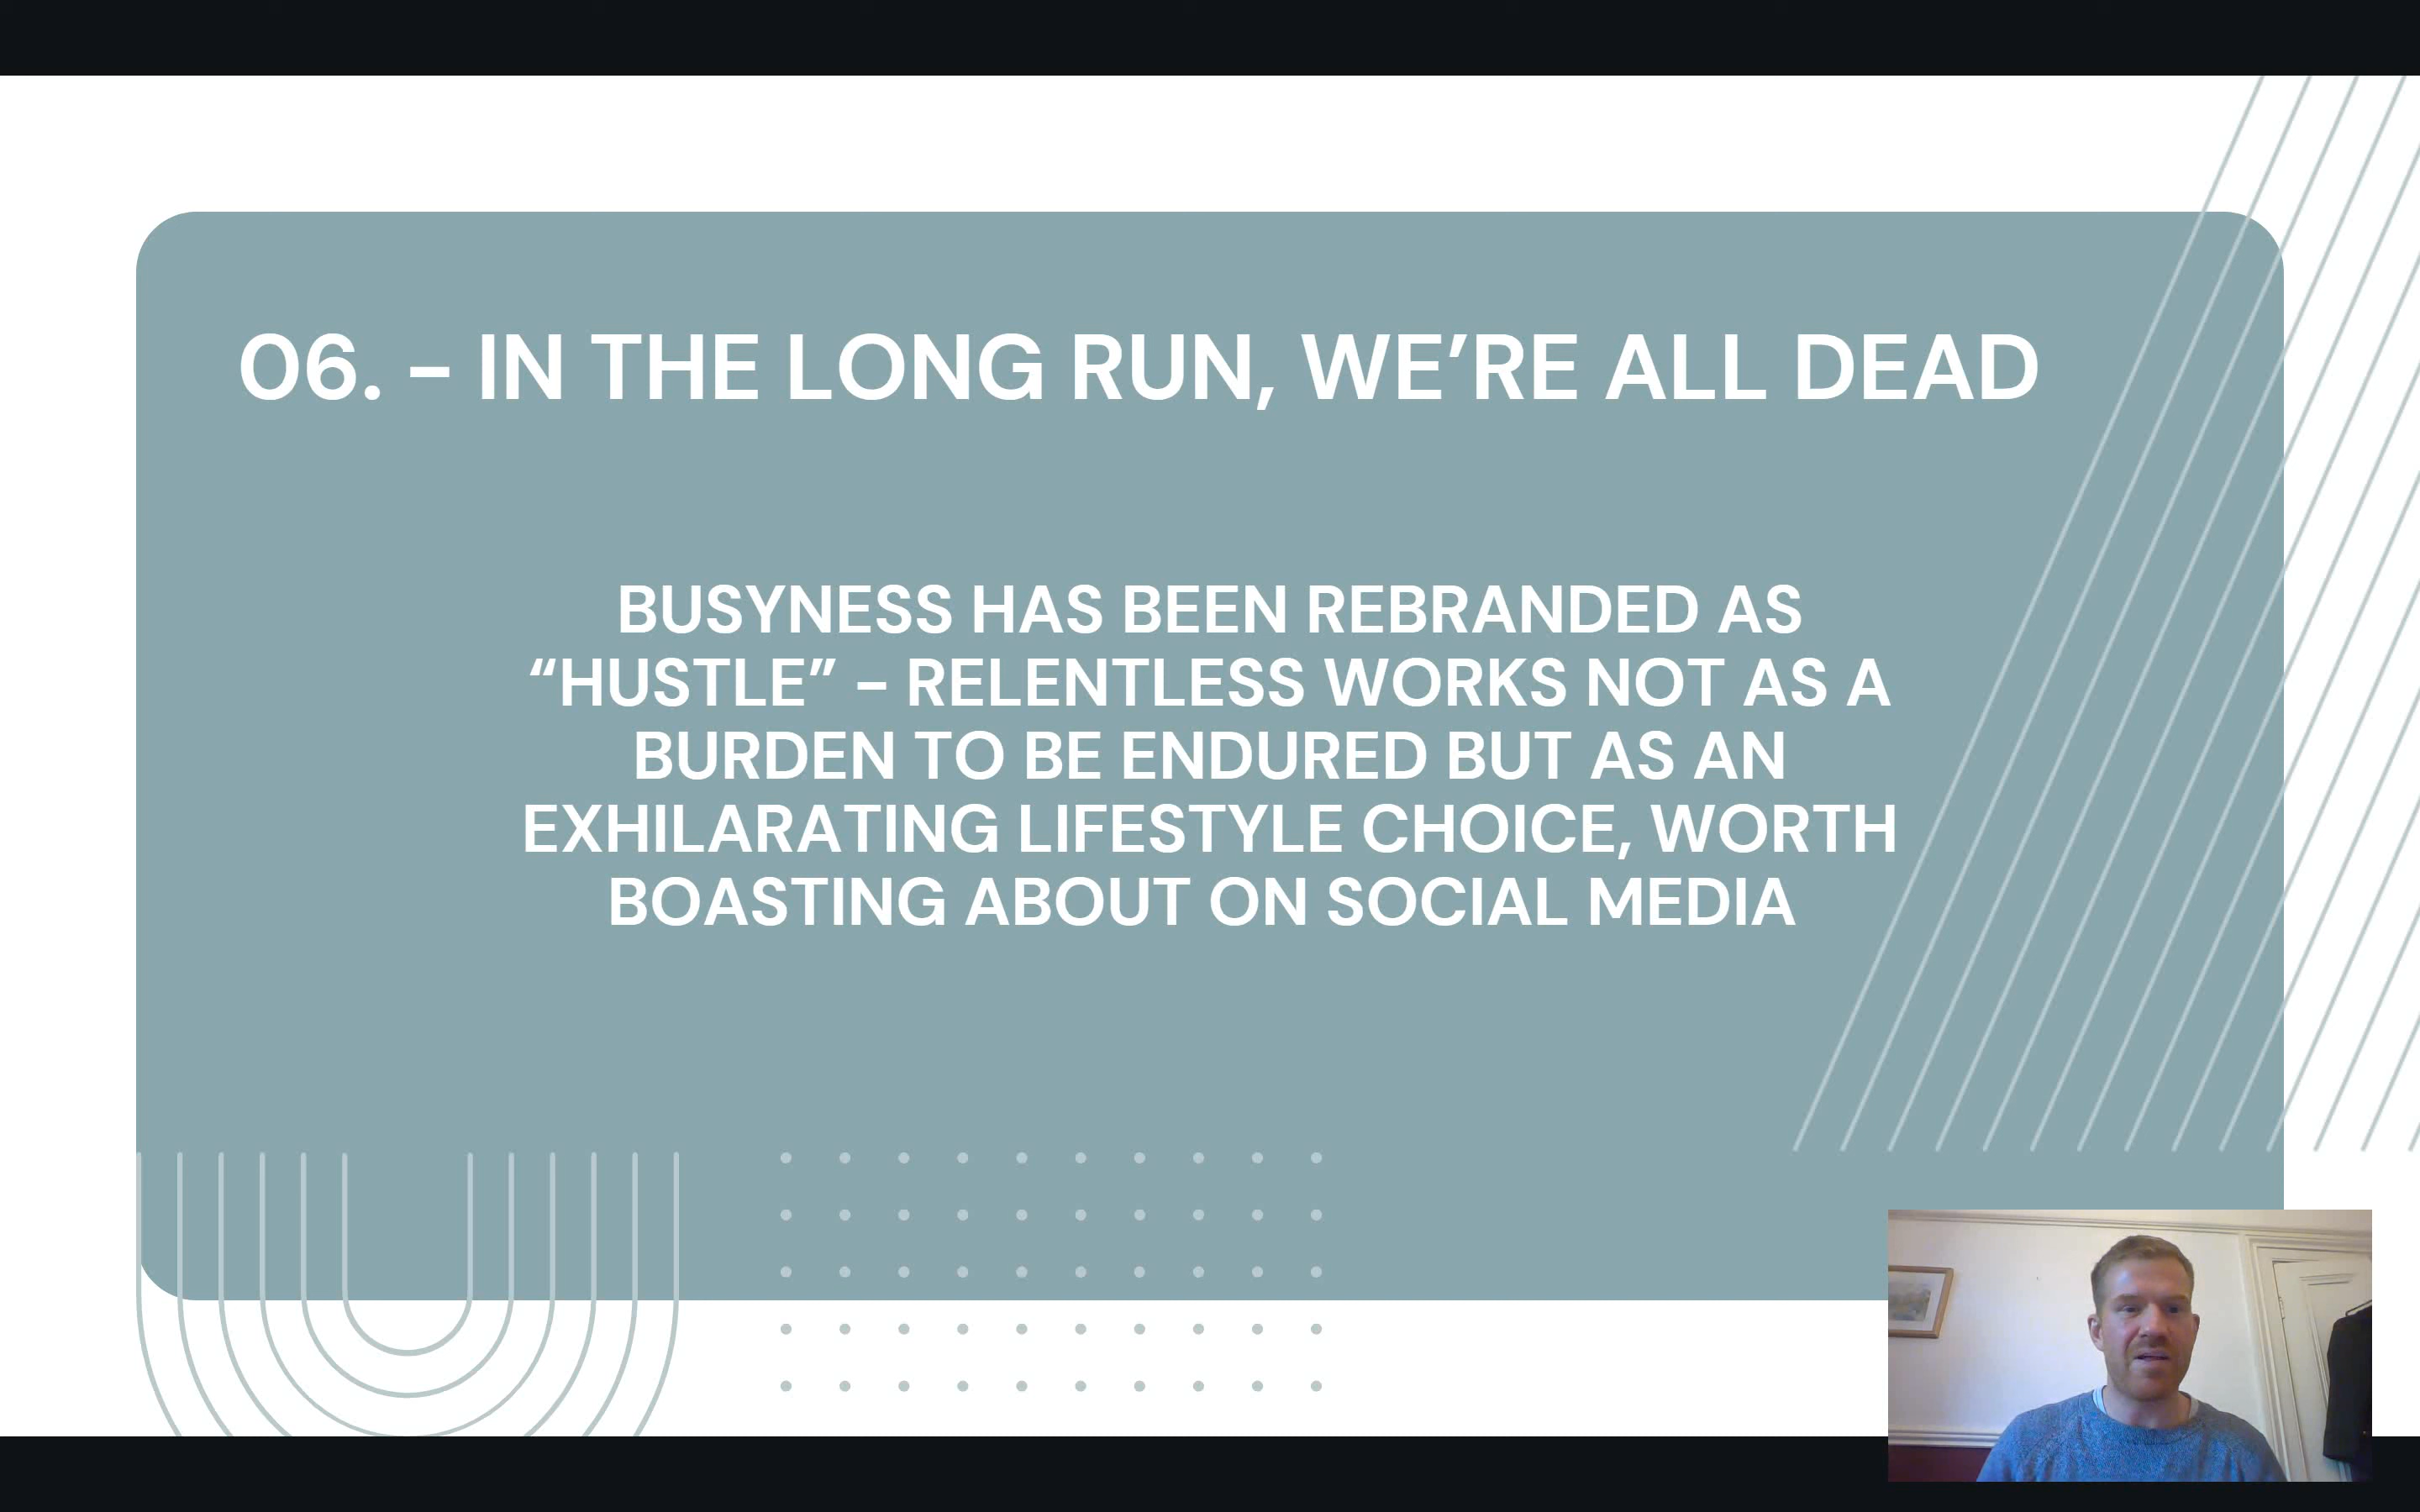 06. – IN THE LONG RUN, WE’RE ALL DEAD
BUSYNESS HAS BEEN REBRANDED AS
“HUSTLE” – RELENTLESS WORKS NOT AS A
BURDEN TO BE ENDURED BUT AS AN
EXHILARATING LIFESTYLE CHOICE, WORTH
BOASTING ABOUT ON SOCIAL MEDIA